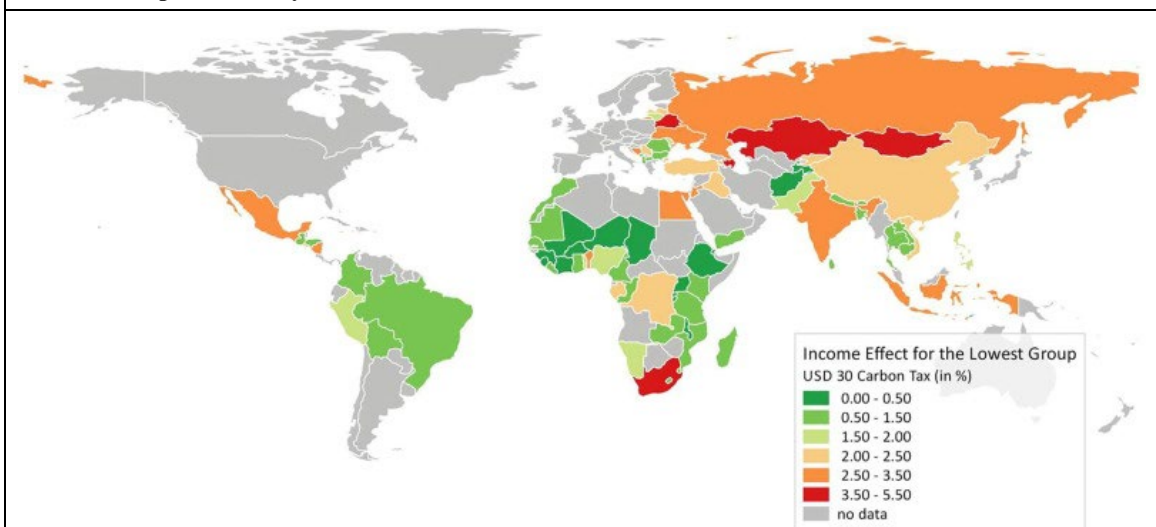 Income Effect for the Lowest Group
USD 30 Carbon Tax (in %)
0.00 - 0.50
0.50 - 1.50
1.50 - 2.00
2.00 - 2.50
2.50 - 3.50
3.50 - 5.50
no data